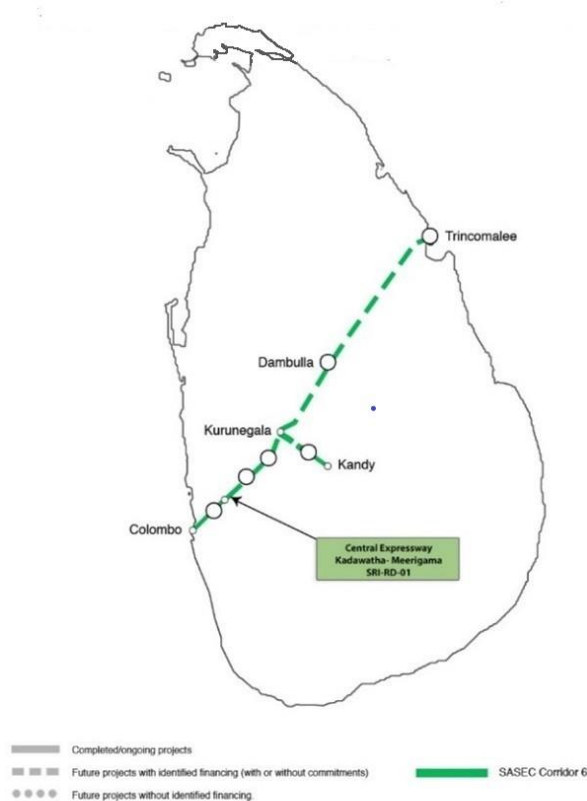 Trincomalee
Dambulla
Kurunegala
Kandy
Colombo
Central Expressway
Kadawatha- Meerigama
SRI-RD-01
Completed/ongoing projects
Future projects with identified financing (with or without commitments)
SASEC Corridor 6
Future projects without identified financing.